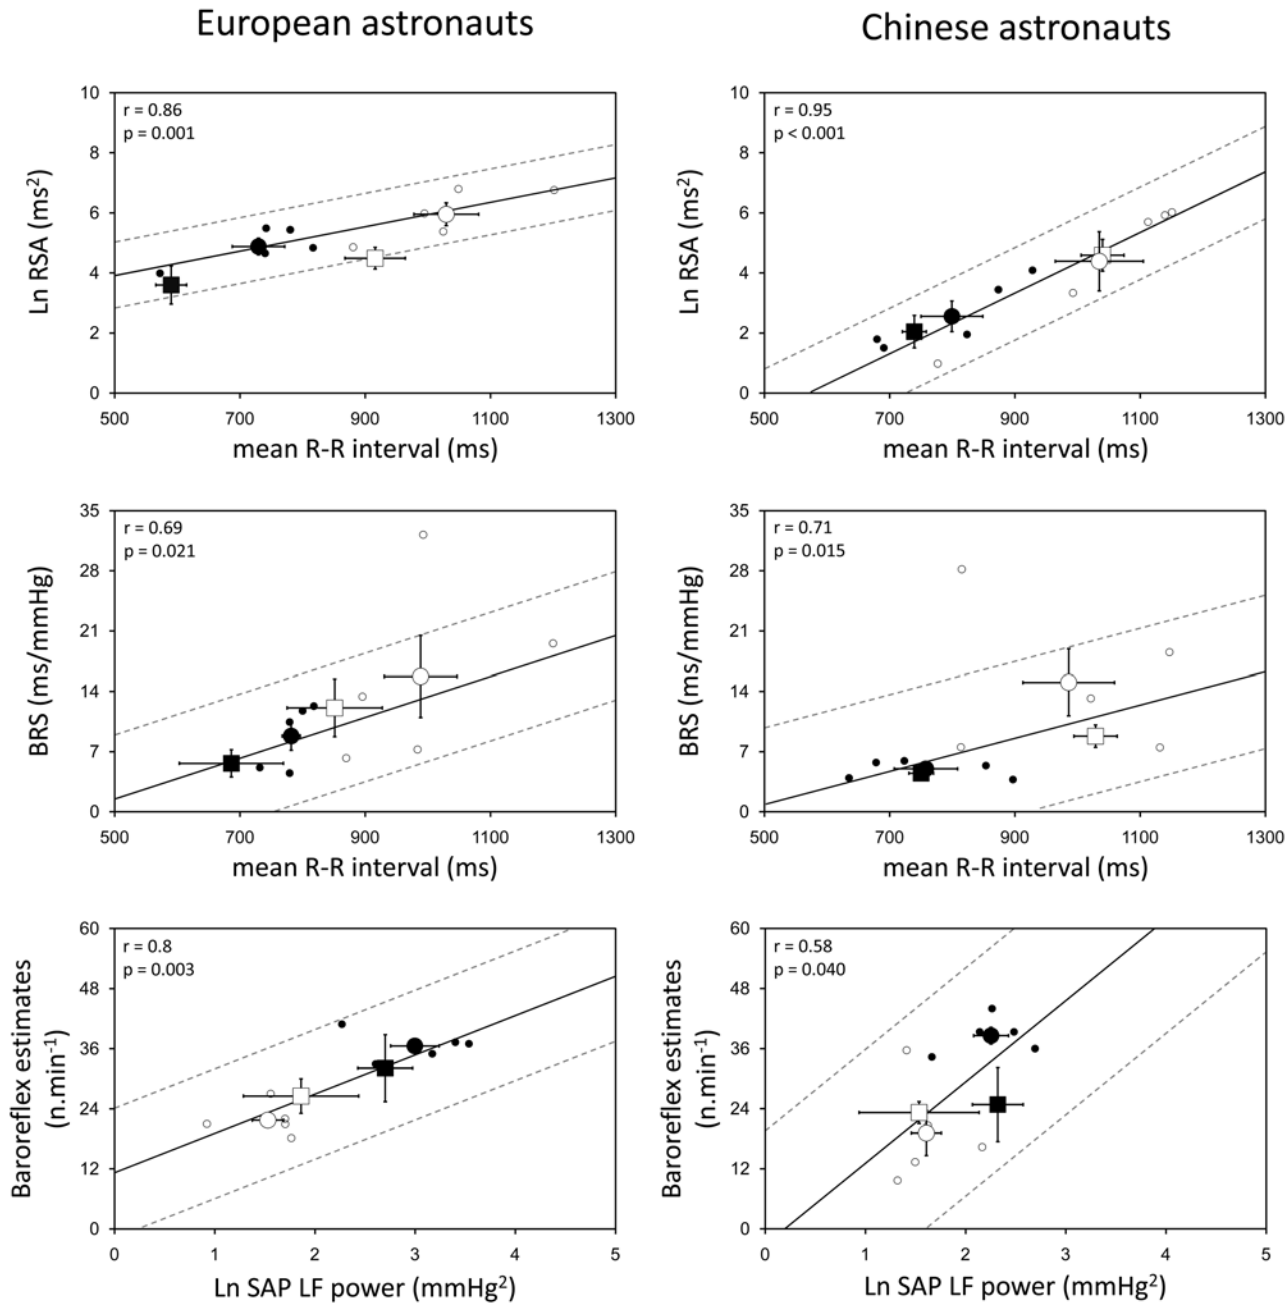 European astronauts
Chinese astronauts
10
8
6
4
2
0
r = 0.86
p = 0.001
Ln RSA (ms²)
500
700
900
1100
1300
mean R-R interval (ms)
10
8
6
4
2
0
r = 0.95
p < 0.001
Ln RSA (ms²)
500
700
900
1100
1300
mean R-R interval (ms)
35
28
21
14
7
0
r = 0.69
p = 0.021
BRS (ms/mmHg)
500
700
900
1100
1300
mean R-R interval (ms)
35
28
21
14
7
0
r = 0.71
p = 0.015
BRS (ms/mmHg)
500
700
900
1100
1300
mean R-R interval (ms)
60
48
36
24
12
0
r = 0.8
p = 0.003
Baroreflex estimates
(n.min⁻¹)
0
1
2
3
4
5
Ln SAP LF power (mmHg²)
60
48
36
24
12
0
r = 0.58
p = 0.040
Baroreflex estimates
(n.min⁻¹)
0
1
2
3
4
5
Ln SAP LF power (mmHg²)